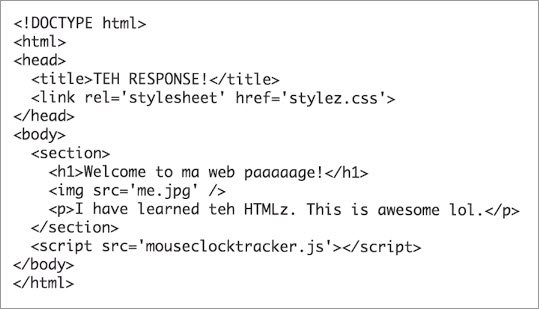 <!DOCTYPE html>
<html>
<head>
  <title>TEH RESPONSE!</title>
  <link rel='stylesheet' href='stylez.css'>
</head>
<body>
  <section>
    <h1>Welcome to ma web paaaaage!</h1>
    <img src='me.jpg' />
    <p>I have learned teh HTMLz. This is awesome lol.</p>
  </section>
  <script src='mouseclocktracker.js'></script>
</body>
</html>